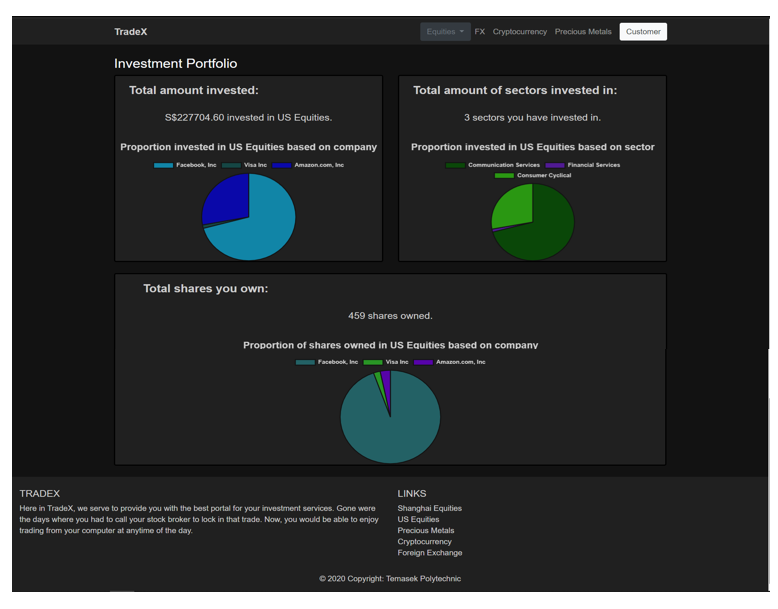 TradeX
Equities FX Cryptocurrency Precious Metals Customer
Investment Portfolio
Total amount invested:
S$227704.60 invested in US Equities.
Proportion invested in US Equities based on company
Facebook, Inc Visa Inc Amazon.com, Inc
Total amount of sectors invested in:
3 sectors you have invested in.
Proportion invested in US Equities based on sector
Communication Services Financial Services
Consumer Cyclical
Total shares you own:
459 shares owned.
Proportion of shares owned in US Equities based on company
Facebook, Inc Visa Inc Amazon.com, Inc
TRADEX
Here in TradeX, we serve to provide you with the best portal for your investment services. Gone were
the days where you had to call your stock broker to lock in that trade. Now, you would be able to enjoy
trading from your computer at anytime of the day.
LINKS
Shanghai Equities
US Equities
Precious Metals
Cryptocurrency
Foreign Exchange
© 2020 Copyright: Temasek Polytechnic